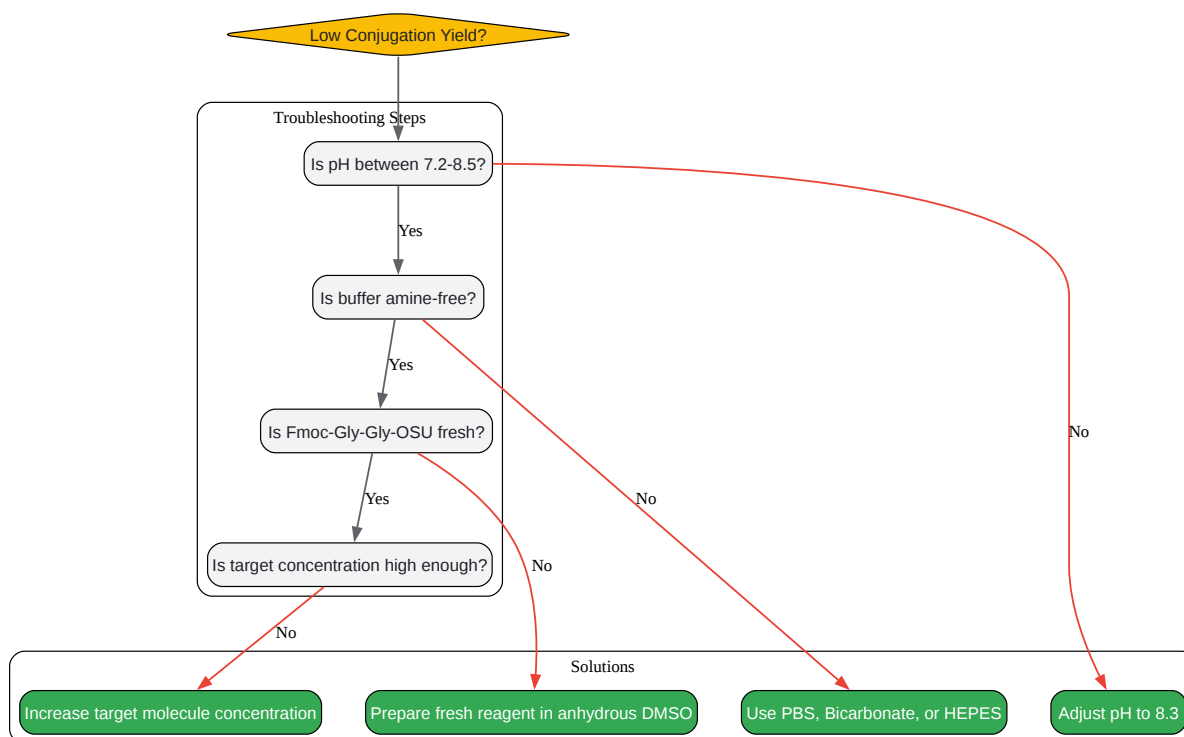 Low Conjugation Yield?
Troubleshooting Steps
Is pH between 7.2-8.5?
Yes
Is buffer amine-free?
Yes
Is Fmoc-Gly-Gly-OSU fresh?
No
Yes
No
Is target concentration high enough?
No
No
Solutions
Increase target molecule concentration
Prepare fresh reagent in anhydrous DMSO
Use PBS, Bicarbonate, or HEPES
Adjust pH to 8.3